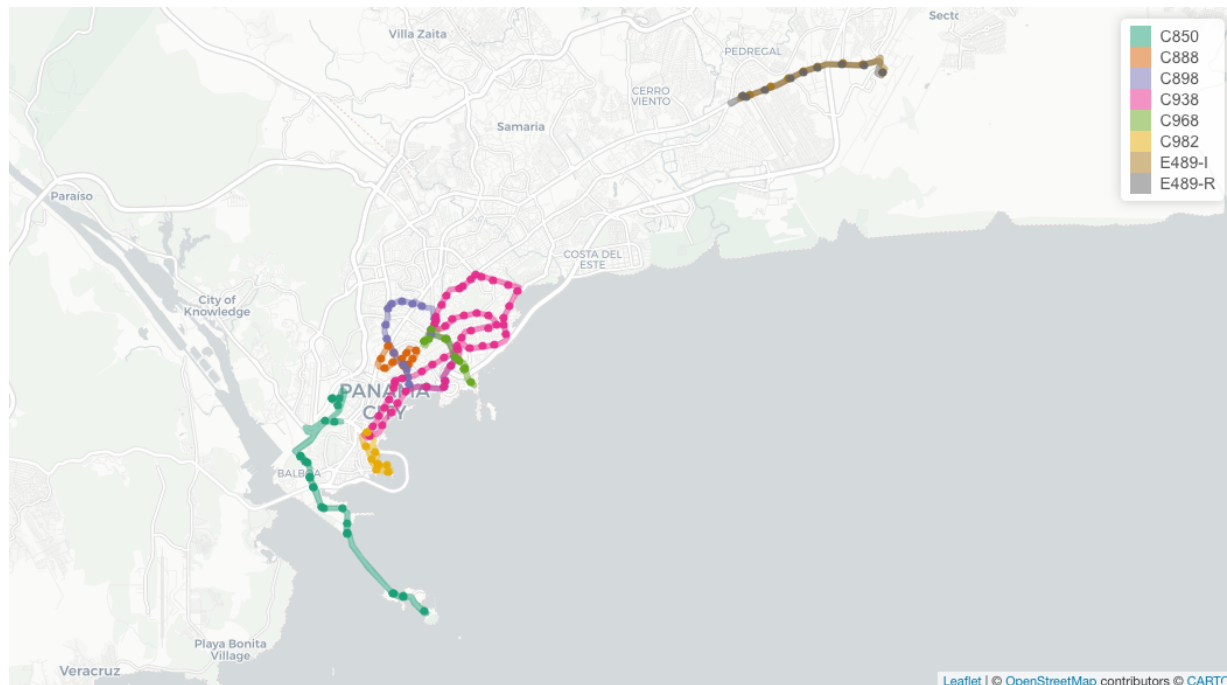 Secto
Villa Zaita
PEDREGAL
CERRO
VIENTO
Samaria
Paraíso
COSTA DEL
ESTE
City of
Knowledge
PANAMA
CITY
BALBOA
Playa Bonita
Village
Veracruz
C850
C888
C898
C938
C968
C982
E489-I
E489-R
Leaflet | © OpenStreetMap contributors © CARTO